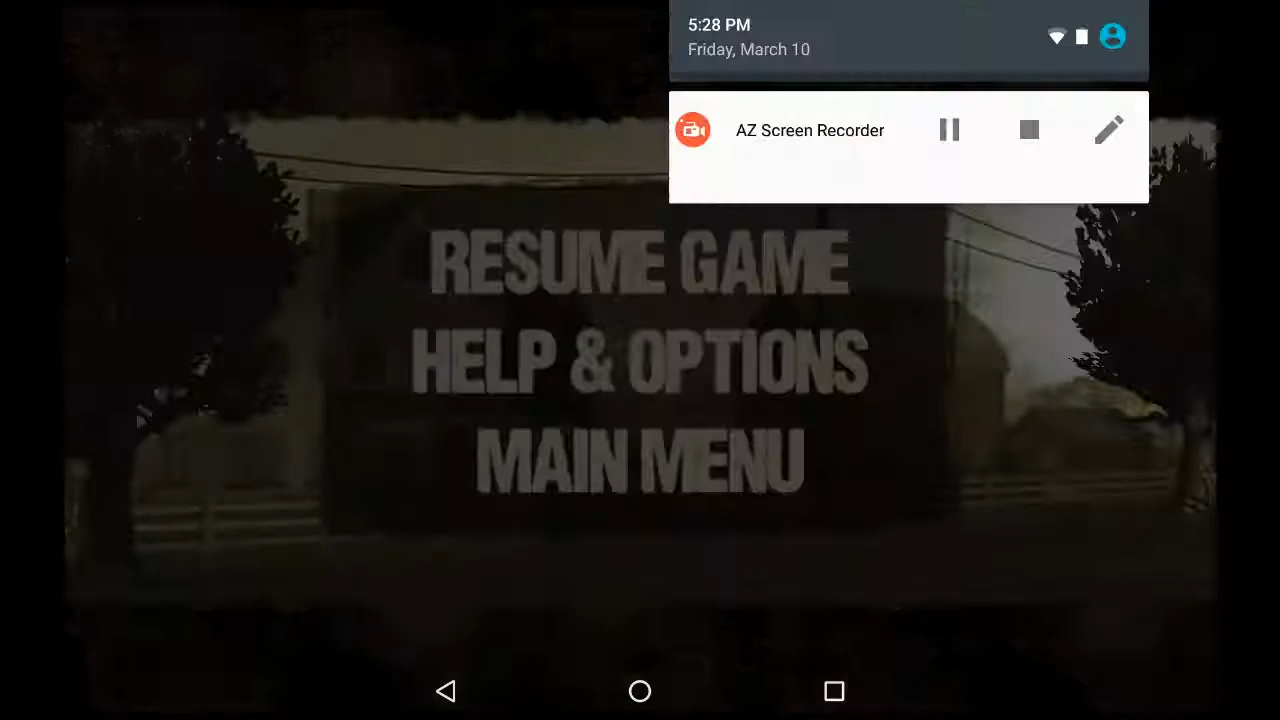 5:28 PM
Friday, March 10
AZ Screen Recorder
RESUME GAME
HELP & OPTIONS
MAIN MENU